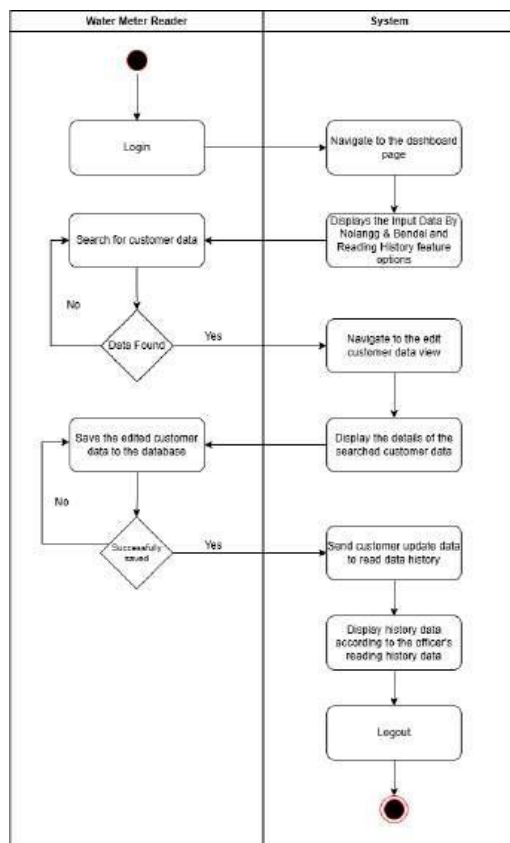 Water Meter Reader
System
Login
Navigate to the dashboard
page
Search for customer data
Displays the Input Data By
Nolangg & Bendel and
Reading History feature
options
No
Data Found
Yes
Navigate to the edit
customer data view
Save the edited customer
data to the database
Display the details of the
searched customer data
No
Successfully
saved
Yes
Send customer update data
to read data history
Display history data
according to the officer's
reading history data
Logout